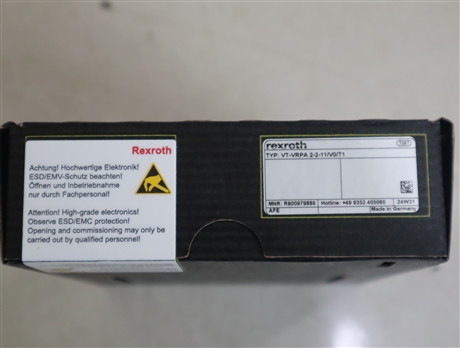 Rexroth
Achtung! Hochwertige Elektronik!
ESD/EMV-Schutz beachten!
Öffnen und Inbetriebnahme
nur durch Fachpersonal!
Attention! High-grade electronics!
Observe ESD/EMC protection!
Opening and commissioning may only be
carried out by qualified personnel!
rexroth
TYP: VT-VRPA 2-2-11/V0/T1
MNR: R900979889 Hotline: +49 9352 405060 24W31
AFE Made in Germany